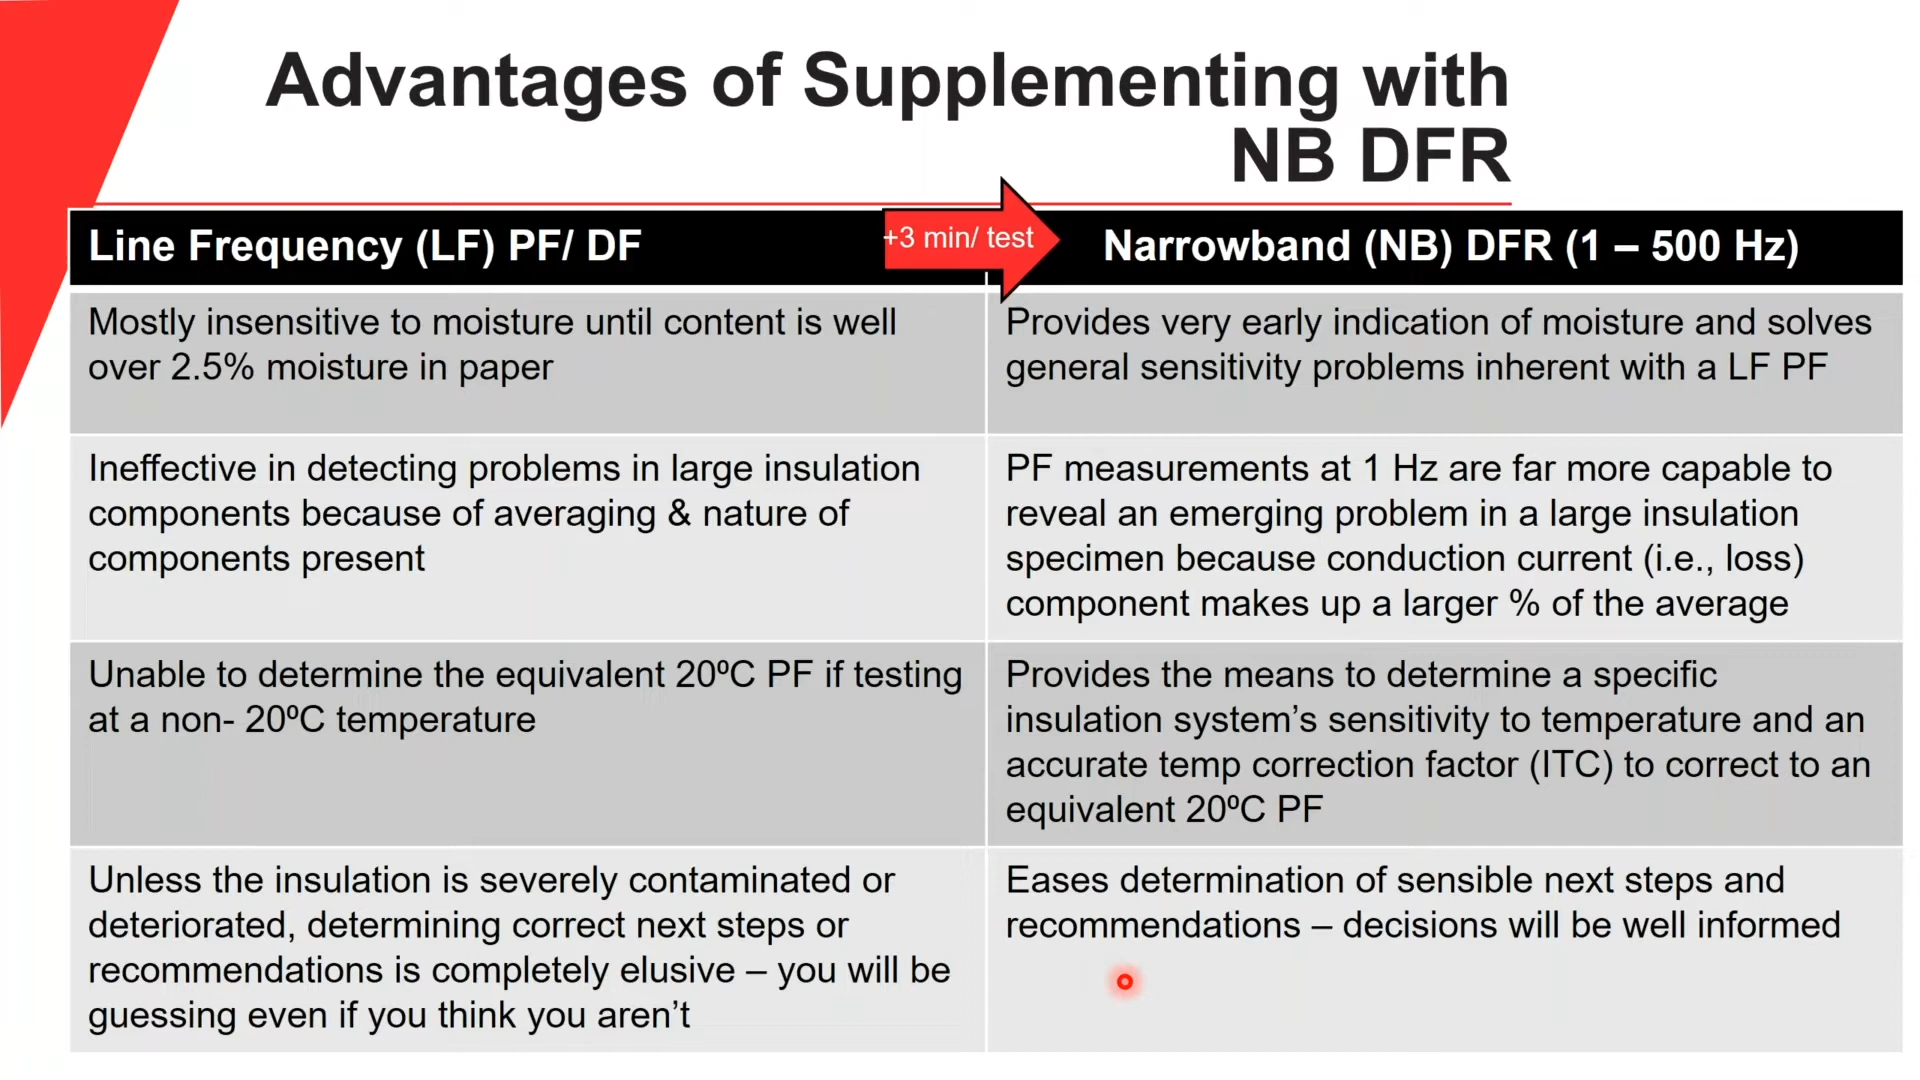 Advantages of Supplementing with
NB DFR
Line Frequency (LF) PF/ DF
+3 min/ test
Narrowband (NB) DFR (1 – 500 Hz)
Mostly insensitive to moisture until content is well
over 2.5% moisture in paper
Provides very early indication of moisture and solves
general sensitivity problems inherent with a LF PF
Ineffective in detecting problems in large insulation
components because of averaging & nature of
components present
PF measurements at 1 Hz are far more capable to
reveal an emerging problem in a large insulation
specimen because conduction current (i.e., loss)
component makes up a larger % of the average
Unable to determine the equivalent 20ºC PF if testing
at a non- 20ºC temperature
Provides the means to determine a specific
insulation system’s sensitivity to temperature and an
accurate temp correction factor (ITC) to correct to an
equivalent 20ºC PF
Unless the insulation is severely contaminated or
deteriorated, determining correct next steps or
recommendations is completely elusive – you will be
guessing even if you think you aren’t
Eases determination of sensible next steps and
recommendations – decisions will be well informed